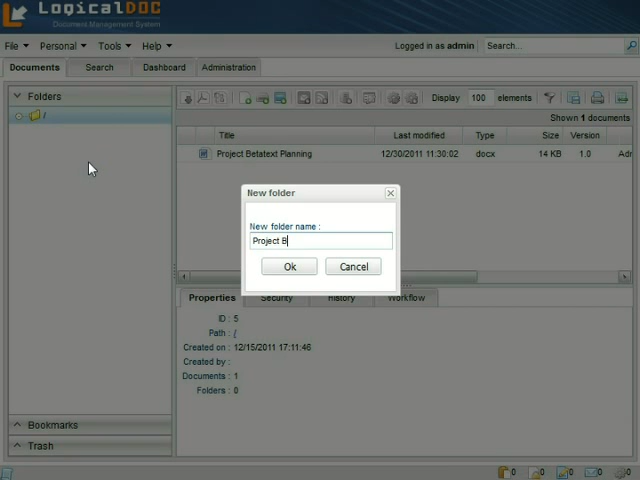 LogicalDOC
Document Management System
File Personal Tools Help Logged in as admin Search...
Documents Search Dashboard Administration
Folders
Display 100 elements
Shown 1 documents
/
Title Last modified Type Size Version
Project Betatext Planning 12/30/2011 11:30:02 docx 14 KB 1.0 Adr
New folder
New folder name :
Project B
Ok Cancel
Properties Security History Workflow
ID : 5
Path : /
Created on : 12/15/2011 17:11:46
Created by :
Documents : 1
Folders : 0
Bookmarks
Trash
0 0 0 0 0